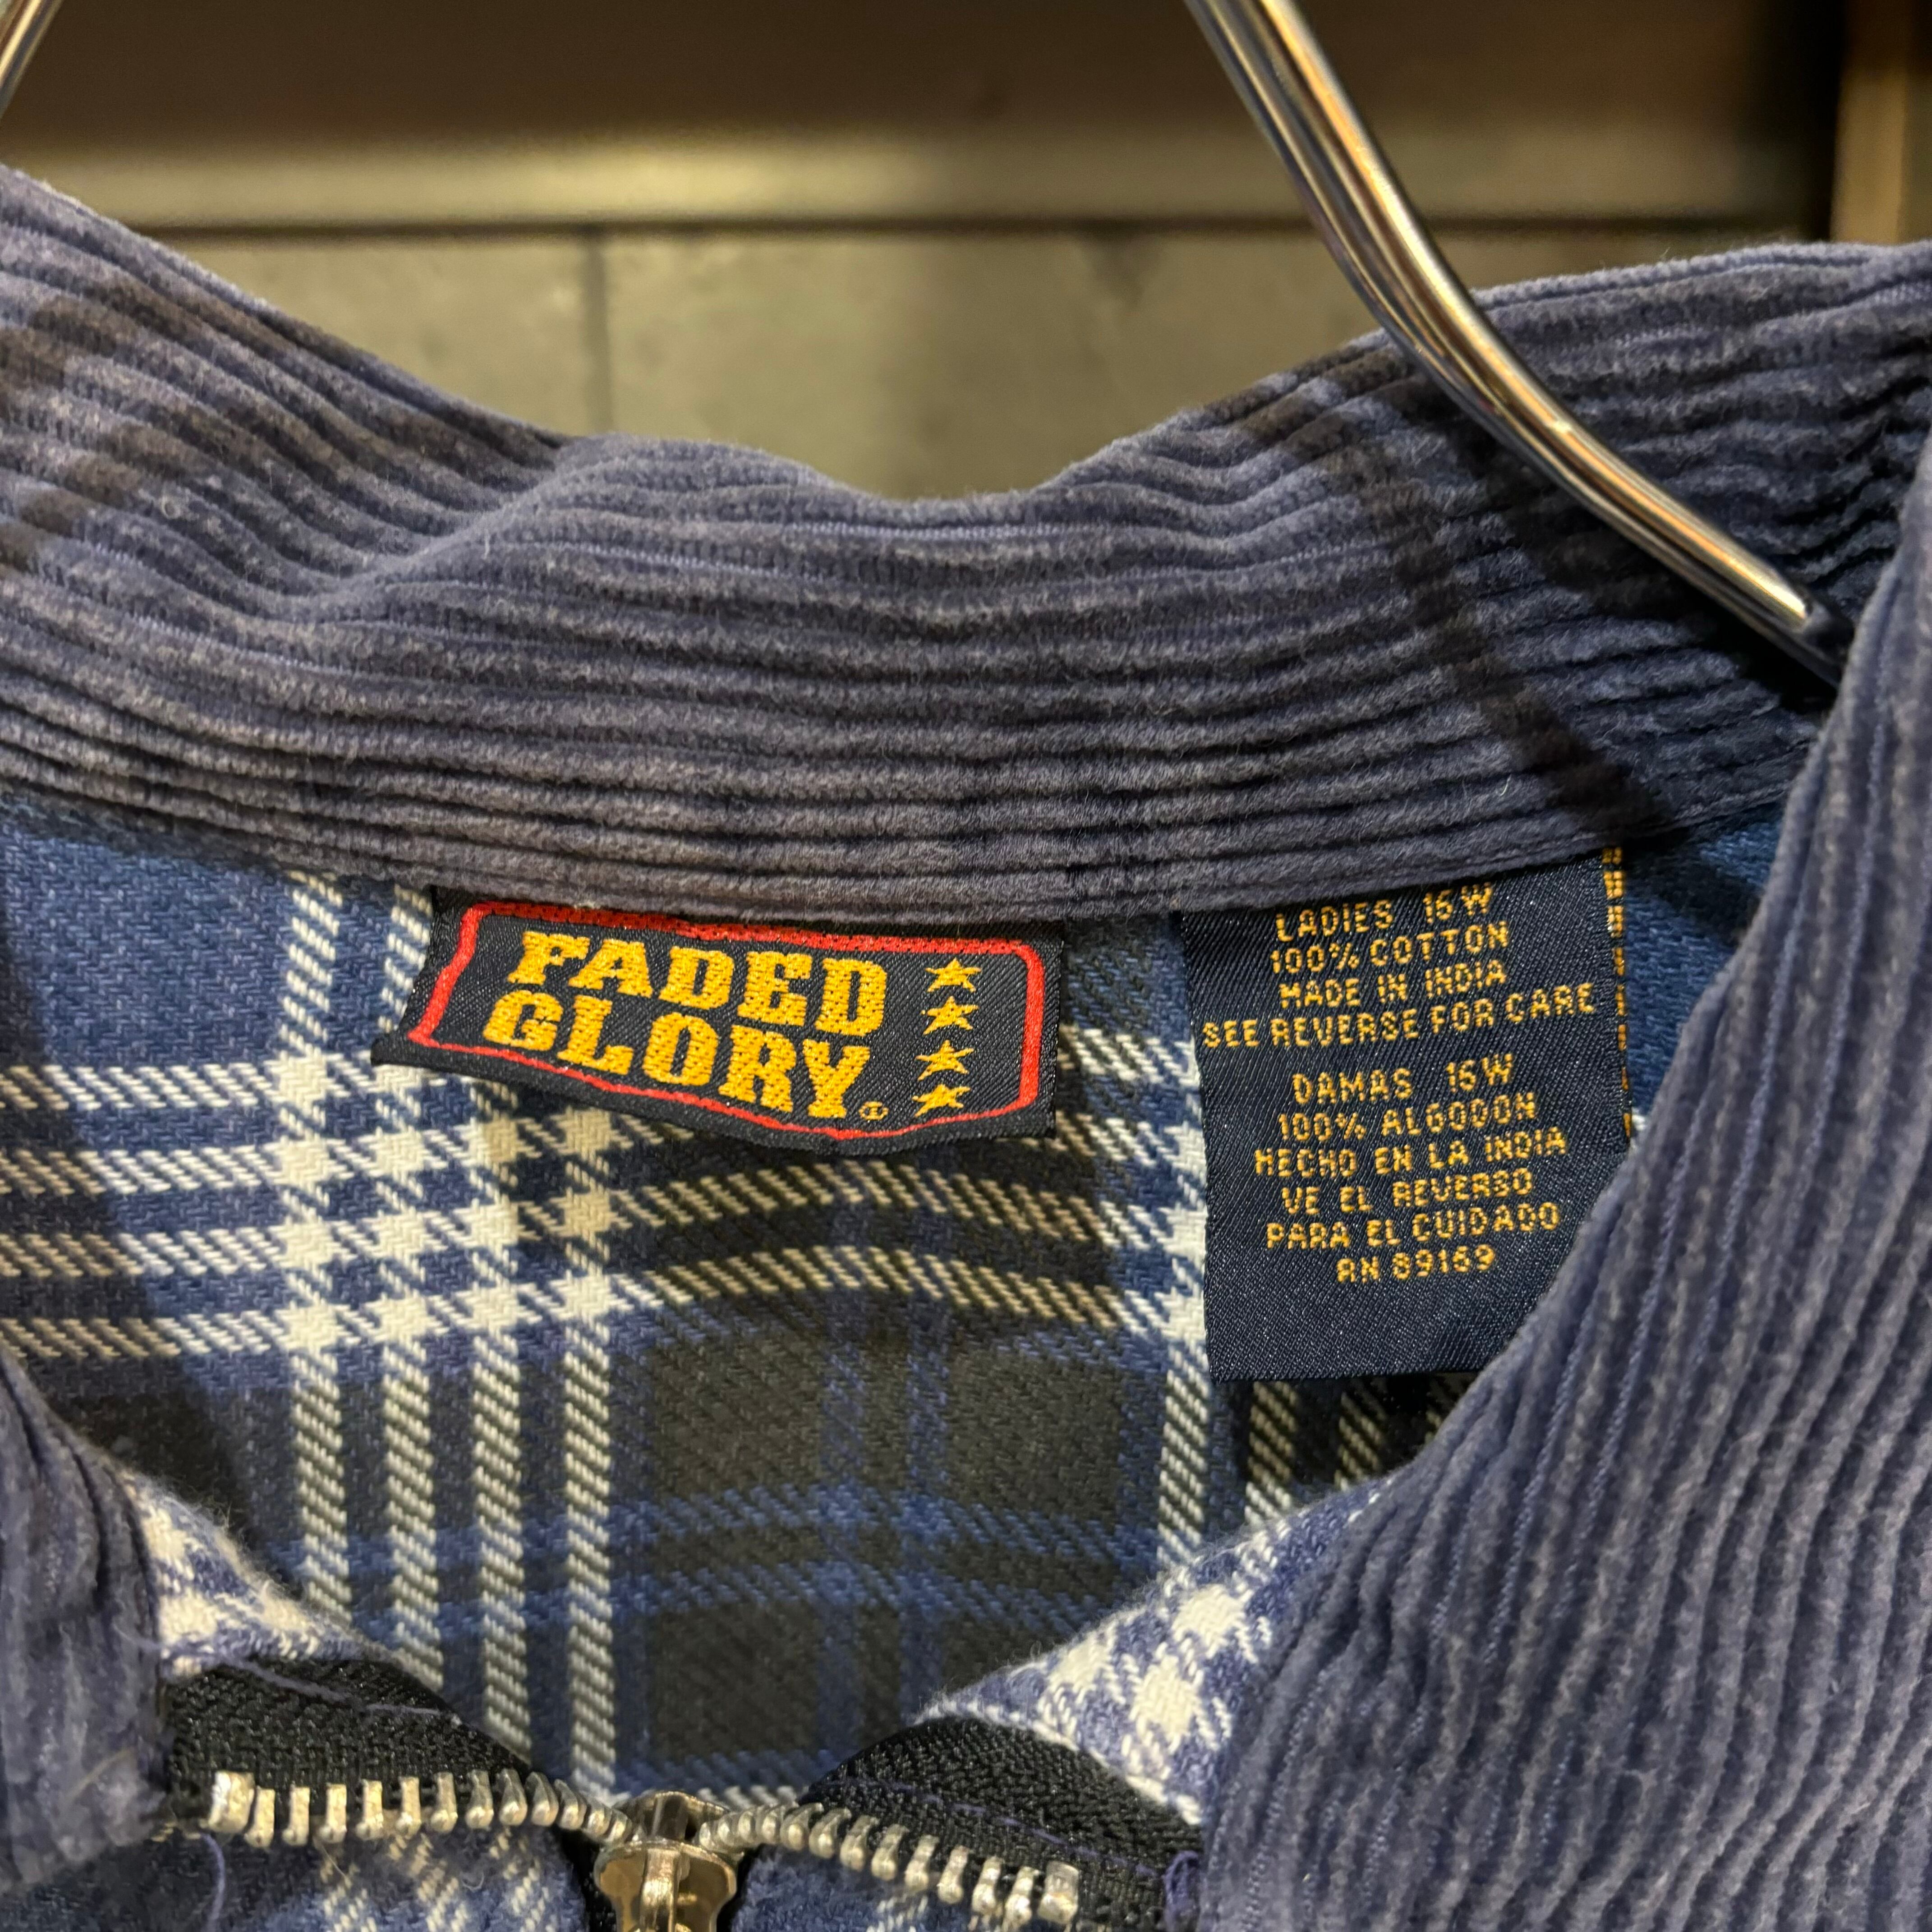 FADED
GLORY®
LADIES 16W
100% COTTON
MADE IN INDIA
SEE REVERSE FOR CARE
DAMAS 16W
100% ALGODON
HECHO EN LA INDIA
VE EL REVERSO
PARA EL CUIDADO
RN 89169